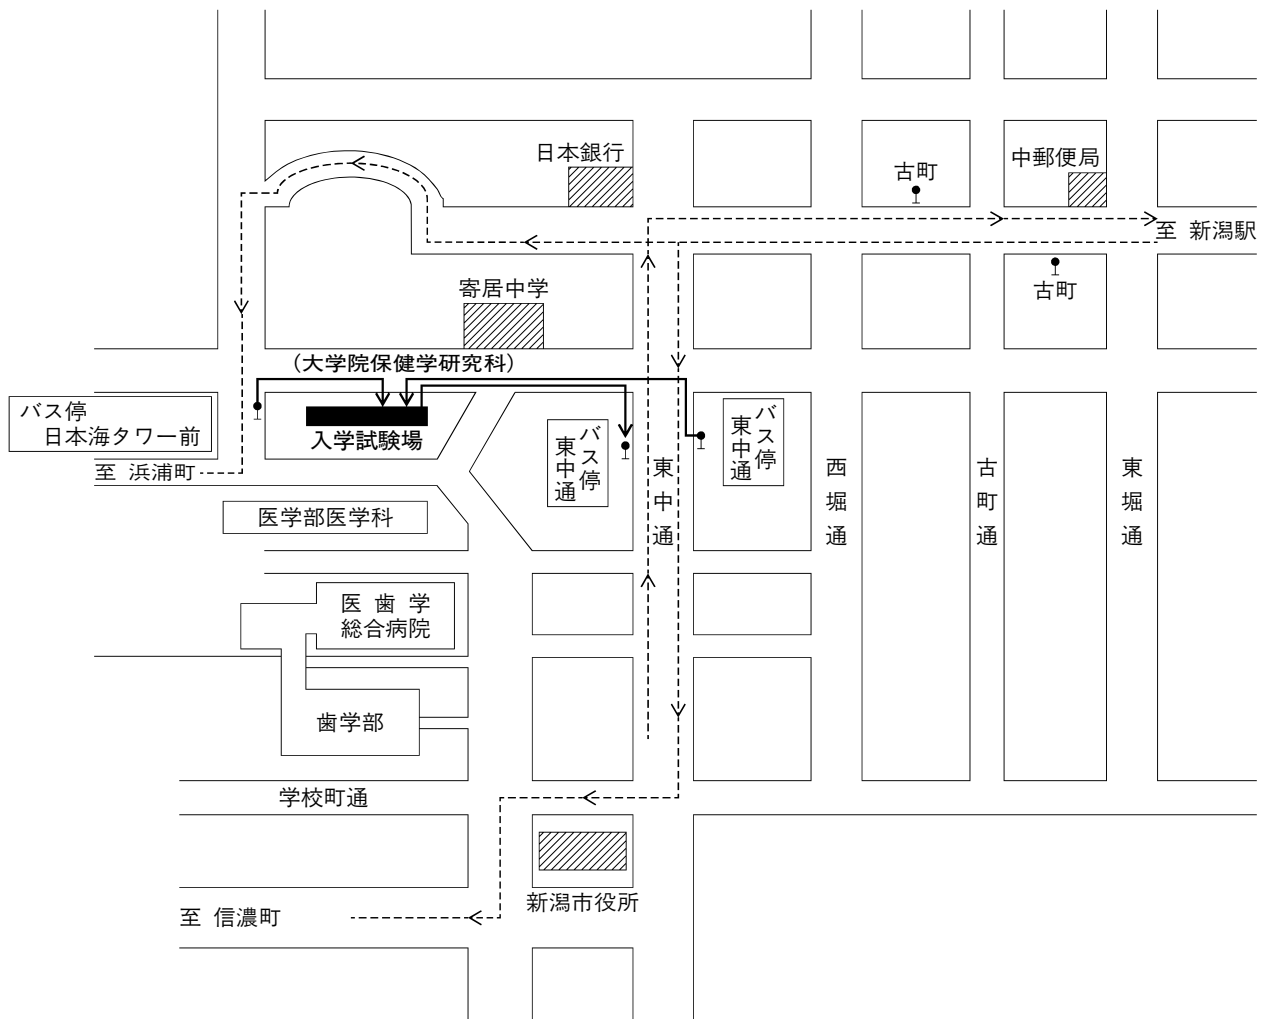 日本銀行
古町
中郵便局
至 新潟駅
古町
寄居中学
(大学院保健学研究科)
バス停
日本海タワー前
入学試験場
バス停
東中通
東中通
バス停
東中通
西堀通
古町通
東堀通
至 浜浦町
医学部医学科
医歯学
総合病院
歯学部
学校町通
新潟市役所
至 信濃町